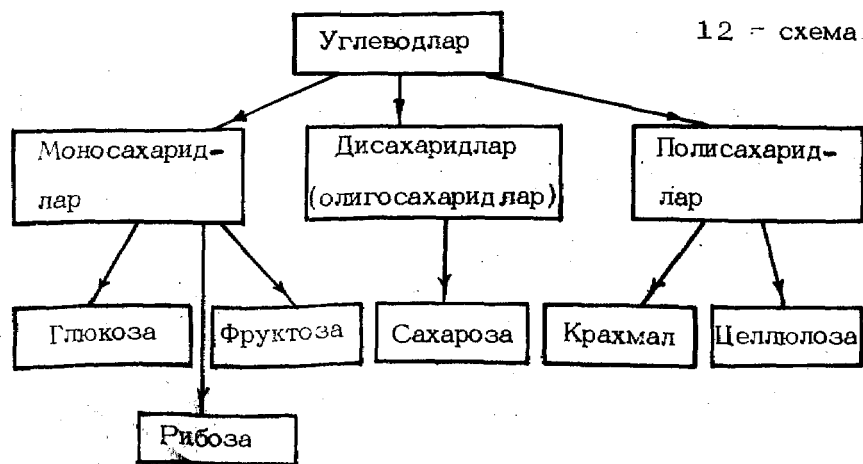 12 - схема
Углеводлар
Моносахарид-
лар
Дисахаридлар
(олигосахаридлар)
Полисахарид-
лар
Глюкоза
Фруктоза
Сахароза
Крахмал
Целлюлоза
Рибоза